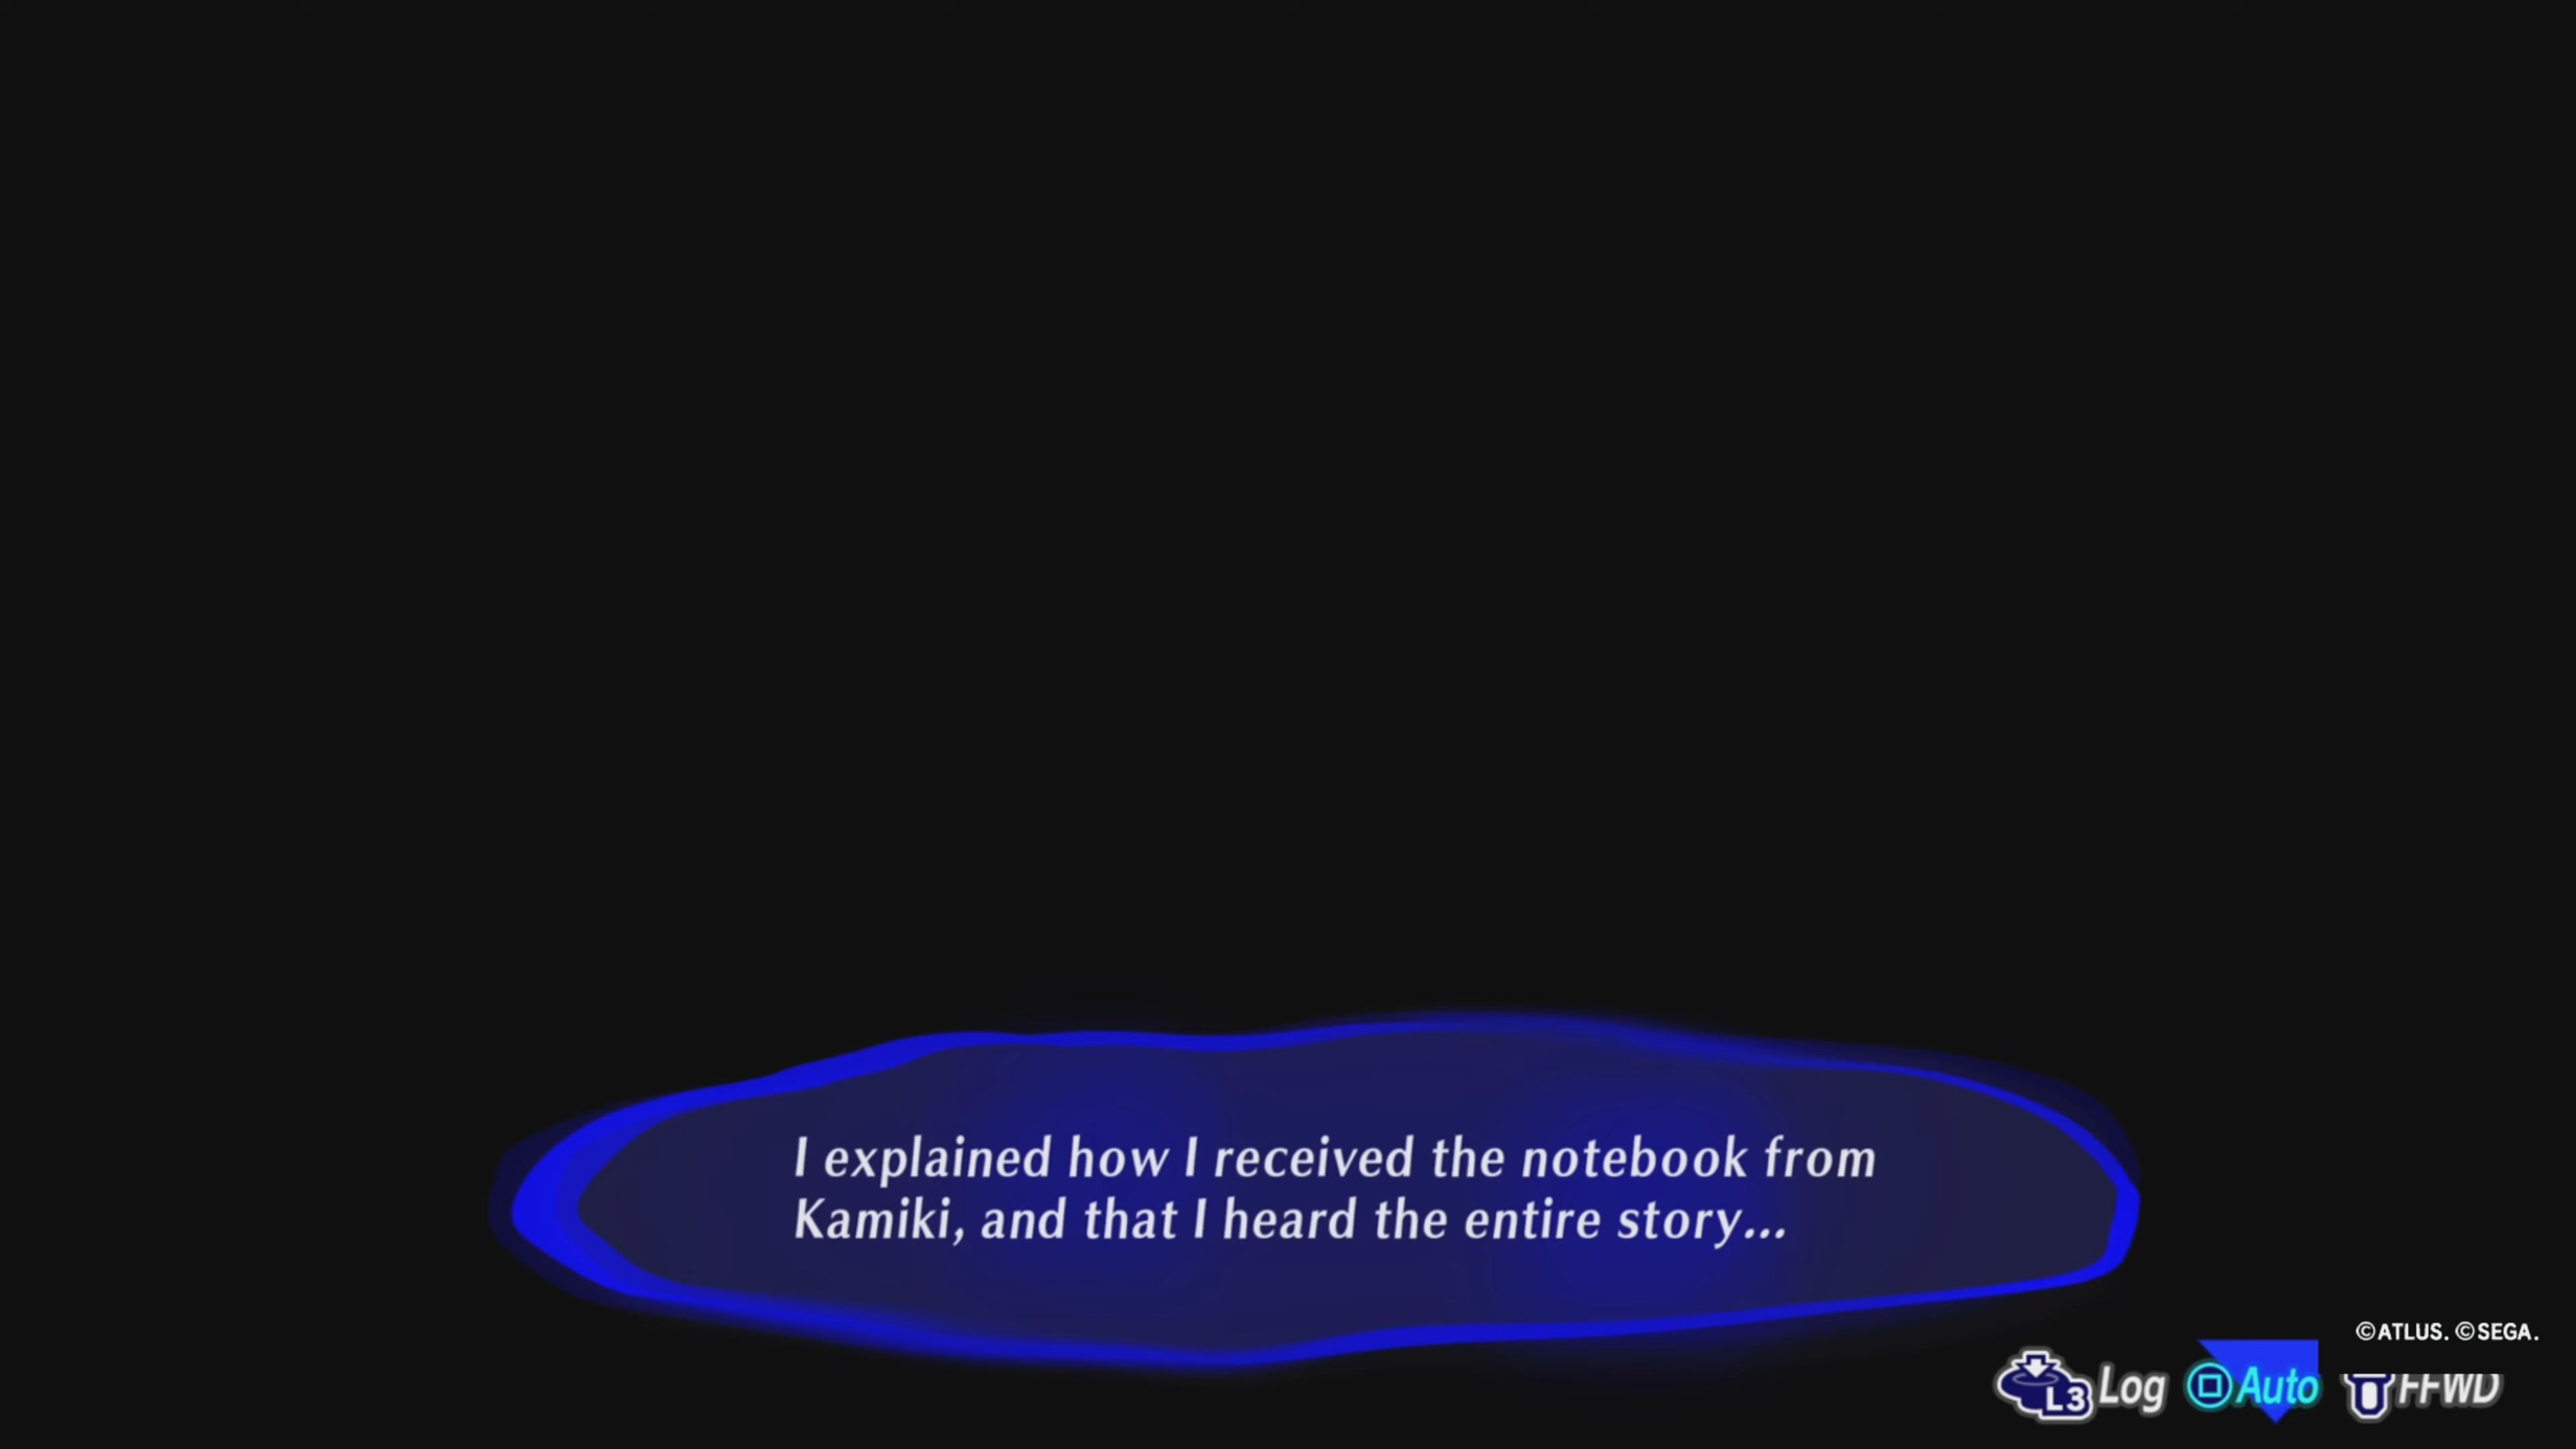 I explained how I received the notebook from
Kamiki, and that I heard the entire story...
©ATLUS. ©SEGA.
L3 Log Auto FFWD